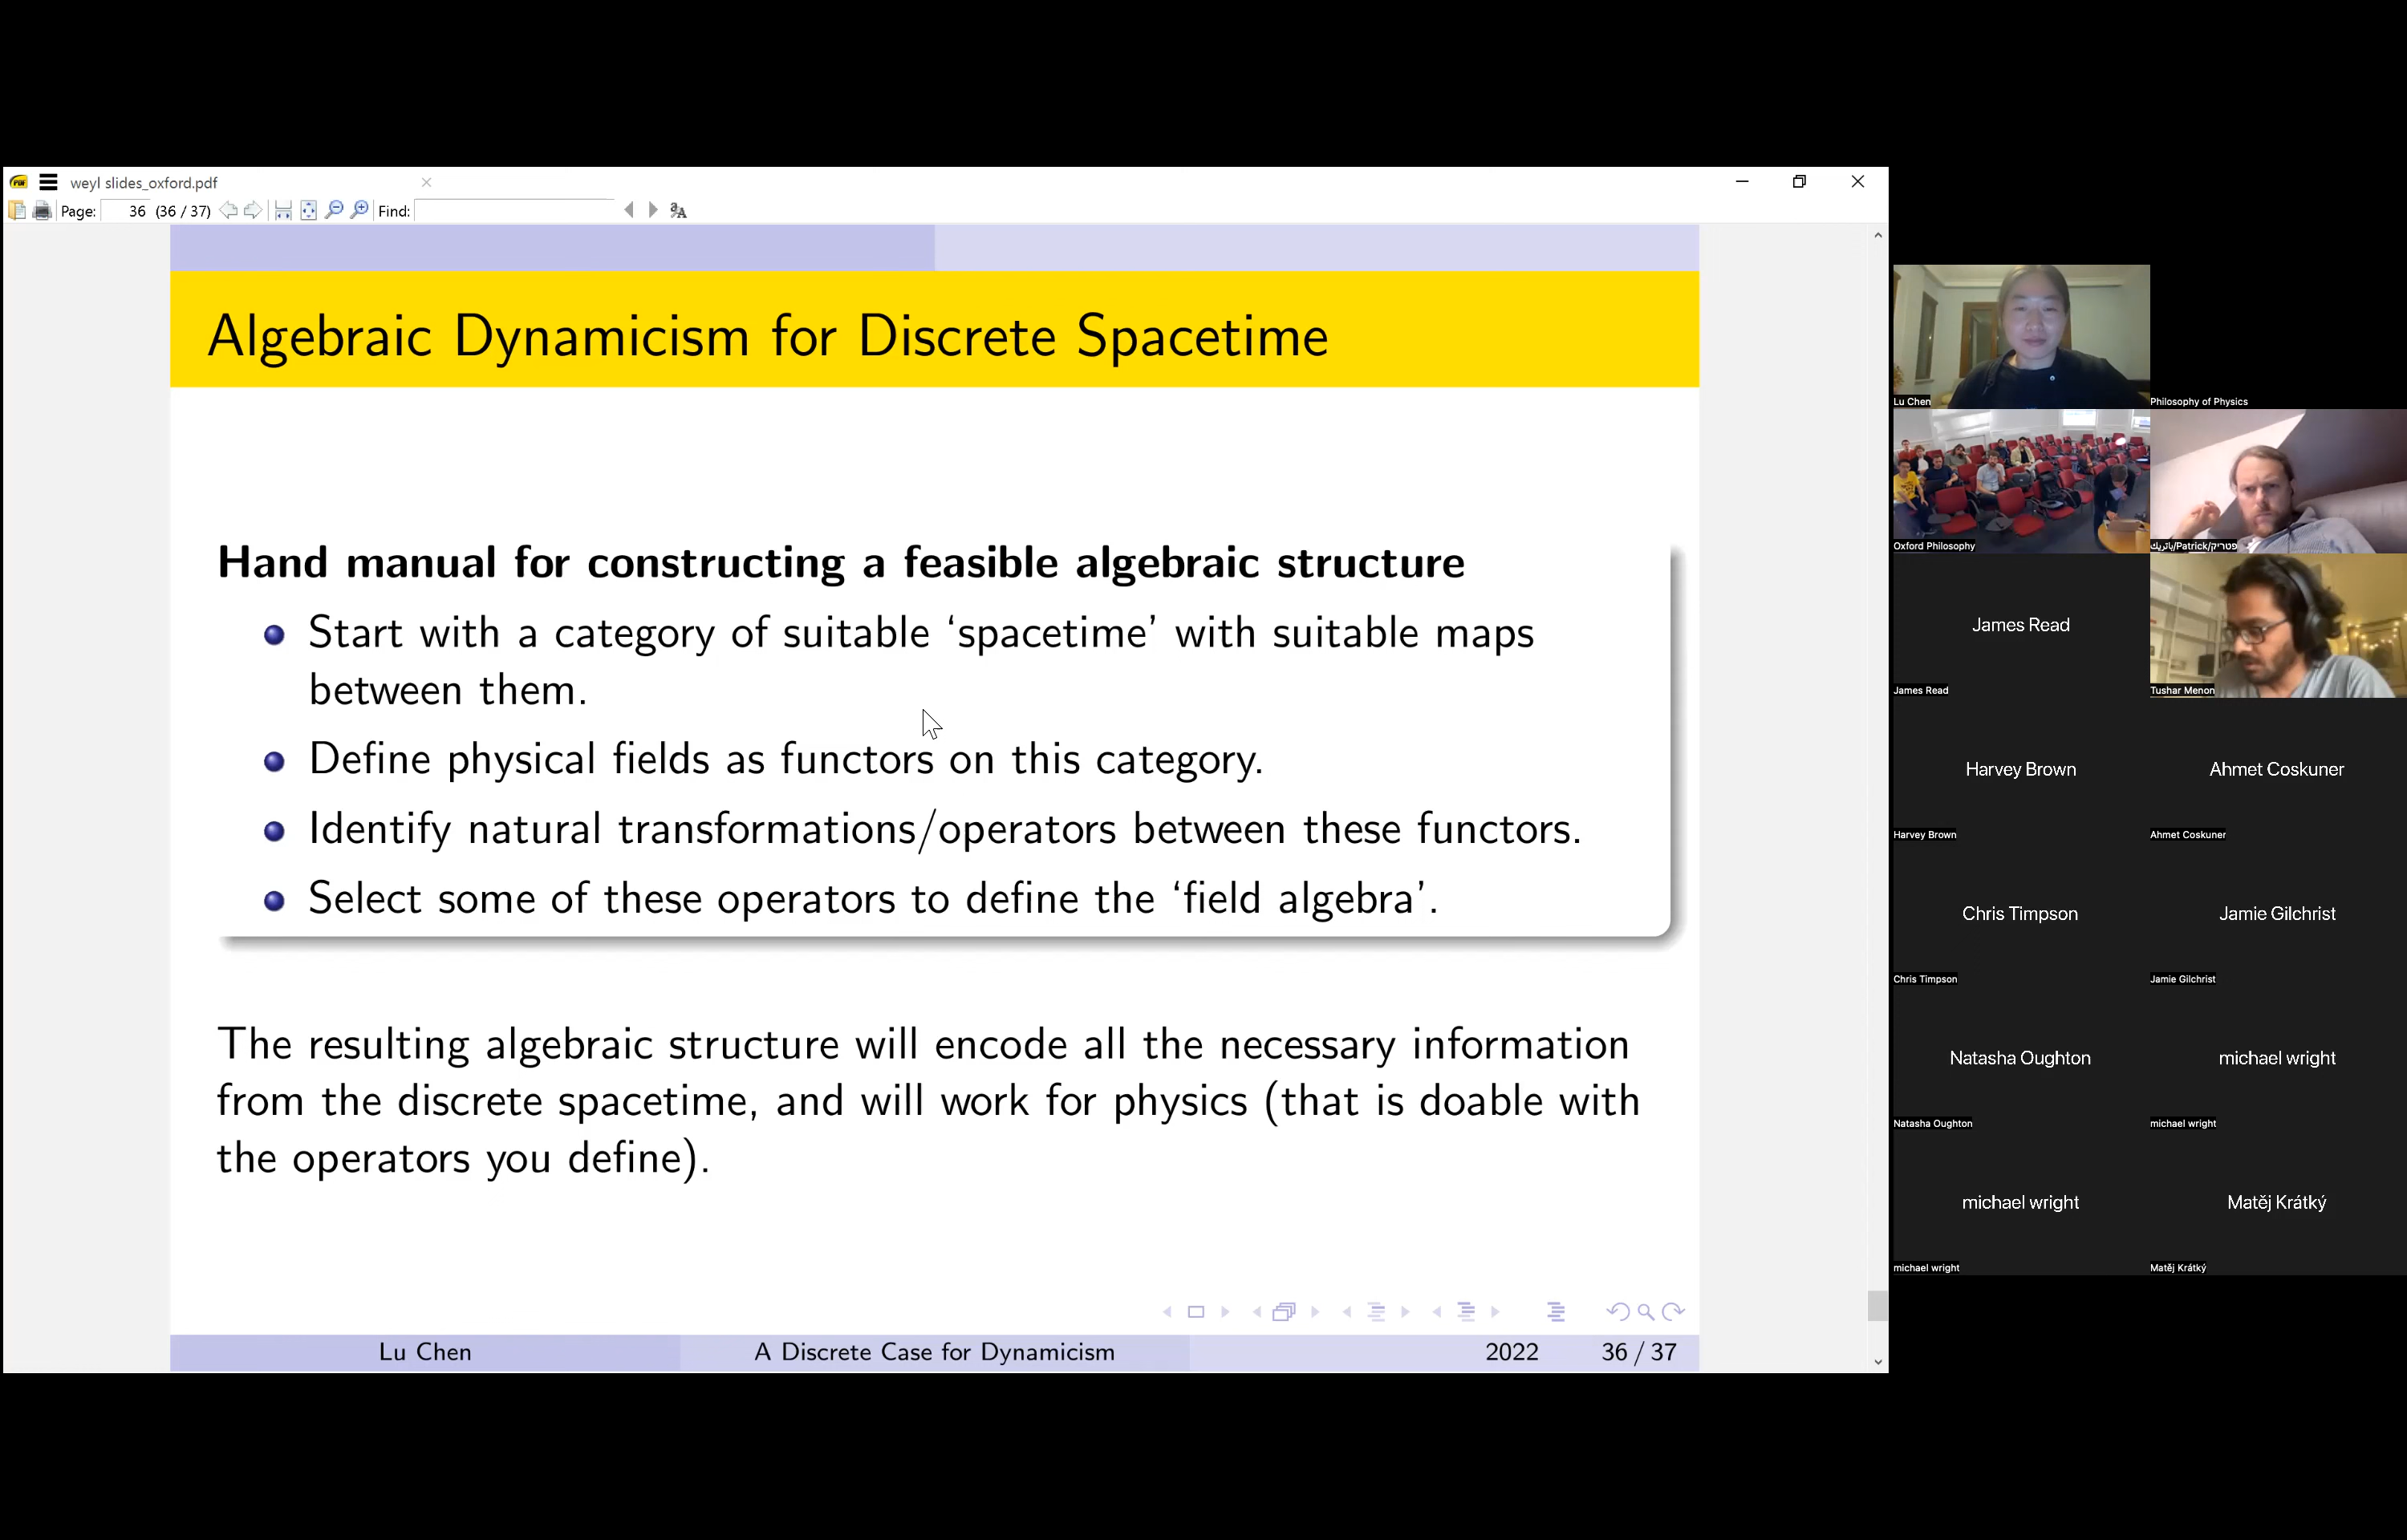 weyl slides_oxford.pdf
Page: 36 (36 / 37) Find:
Algebraic Dynamicism for Discrete Spacetime
Hand manual for constructing a feasible algebraic structure
Start with a category of suitable ‘spacetime’ with suitable maps
between them.
Define physical fields as functors on this category.
Identify natural transformations/operators between these functors.
Select some of these operators to define the ‘field algebra’.
The resulting algebraic structure will encode all the necessary information
from the discrete spacetime, and will work for physics (that is doable with
the operators you define).
Lu Chen A Discrete Case for Dynamicism 2022 36 / 37
Lu Chen
Philosophy of Physics
Oxford Philosophy
פטריק/Patrick/باتريك
James Read
James Read
Tushar Menon
Harvey Brown
Ahmet Coskuner
Harvey Brown
Ahmet Coskuner
Chris Timpson
Jamie Gilchrist
Chris Timpson
Jamie Gilchrist
Natasha Oughton
michael wright
Natasha Oughton
michael wright
michael wright
Matěj Krátký
michael wright
Matěj Krátký